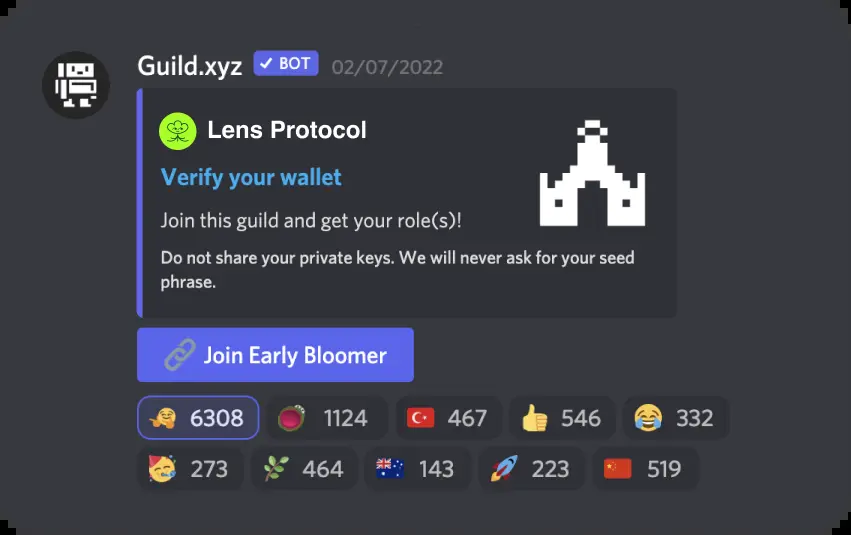 Guild.xyz BOT 02/07/2022
Lens Protocol
Verify your wallet
Join this guild and get your role(s)!
Do not share your private keys. We will never ask for your seed
phrase.
Join Early Bloomer
6308 1124 467 546 332
273 464 143 223 519